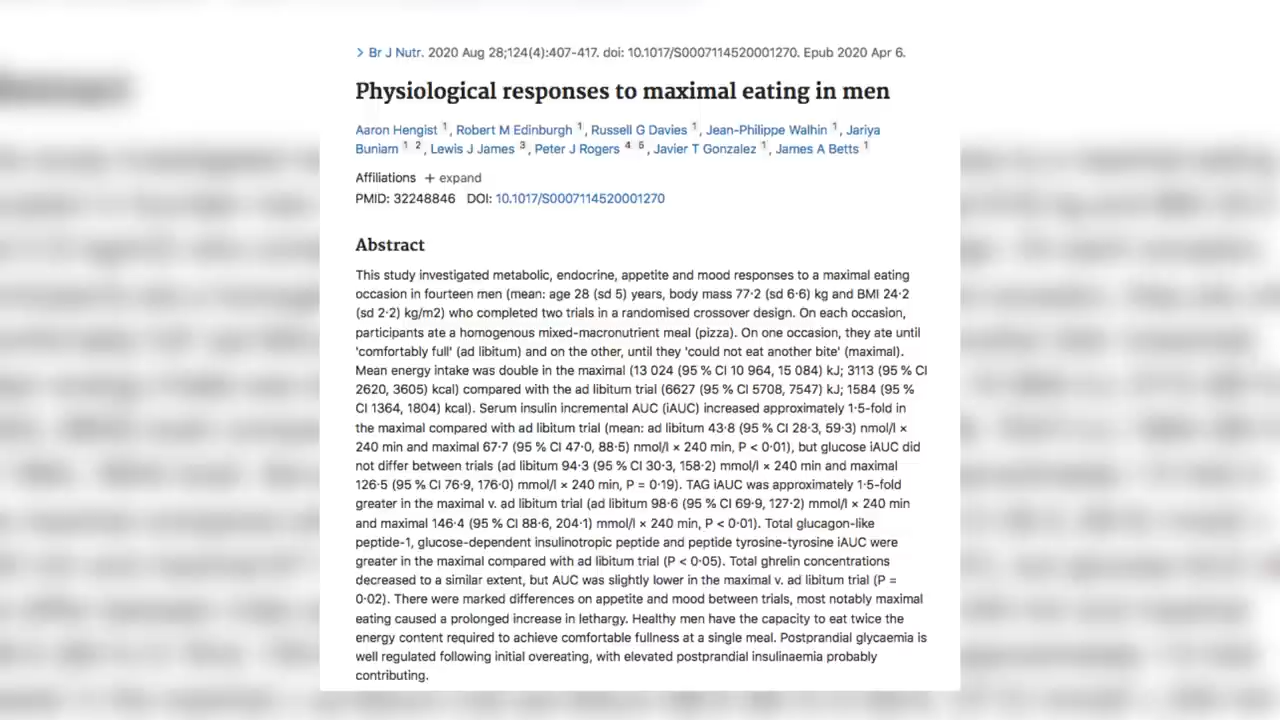 > Br J Nutr. 2020 Aug 28;124(4):407-417. doi: 10.1017/S0007114520001270. Epub 2020 Apr 6.
Physiological responses to maximal eating in men
Aaron Hengist 1, Robert M Edinburgh 1, Russell G Davies 1, Jean-Philippe Walhin 1, Jariya
Buniam 1 2, Lewis J James 3, Peter J Rogers 4 5, Javier T Gonzalez 1, James A Betts 1
Affiliations + expand
PMID: 32248846 DOI: 10.1017/S0007114520001270
Abstract
This study investigated metabolic, endocrine, appetite and mood responses to a maximal eating
occasion in fourteen men (mean: age 28 (sd 5) years, body mass 77·2 (sd 6·6) kg and BMI 24·2
(sd 2·2) kg/m2) who completed two trials in a randomised crossover design. On each occasion,
participants ate a homogenous mixed-macronutrient meal (pizza). On one occasion, they ate until
'comfortably full' (ad libitum) and on the other, until they 'could not eat another bite' (maximal).
Mean energy intake was double in the maximal (13 024 (95 % CI 10 964, 15 084) kJ; 3113 (95 % CI
2620, 3605) kcal) compared with the ad libitum trial (6627 (95 % CI 5708, 7547) kJ; 1584 (95 %
CI 1364, 1804) kcal). Serum insulin incremental AUC (iAUC) increased approximately 1·5-fold in
the maximal compared with ad libitum trial (mean: ad libitum 43·8 (95 % CI 28·3, 59·3) nmol/l ×
240 min and maximal 67·7 (95 % CI 47·0, 88·5) nmol/l × 240 min, P < 0·01), but glucose iAUC did
not differ between trials (ad libitum 94·3 (95 % CI 30·3, 158·2) mmol/l × 240 min and maximal
126·5 (95 % CI 76·9, 176·0) mmol/l × 240 min, P = 0·19). TAG iAUC was approximately 1·5-fold
greater in the maximal v. ad libitum trial (ad libitum 98·6 (95 % CI 69·9, 127·2) mmol/l × 240 min
and maximal 146·4 (95 % CI 88·6, 204·1) mmol/l × 240 min, P < 0·01). Total glucagon-like
peptide-1, glucose-dependent insulinotropic peptide and peptide tyrosine-tyrosine iAUC were
greater in the maximal compared with ad libitum trial (P < 0·05). Total ghrelin concentrations
decreased to a similar extent, but AUC was slightly lower in the maximal v. ad libitum trial (P =
0·02). There were marked differences on appetite and mood between trials, most notably maximal
eating caused a prolonged increase in lethargy. Healthy men have the capacity to eat twice the
energy content required to achieve comfortable fullness at a single meal. Postprandial glycaemia is
well regulated following initial overeating, with elevated postprandial insulinaemia probably
contributing.